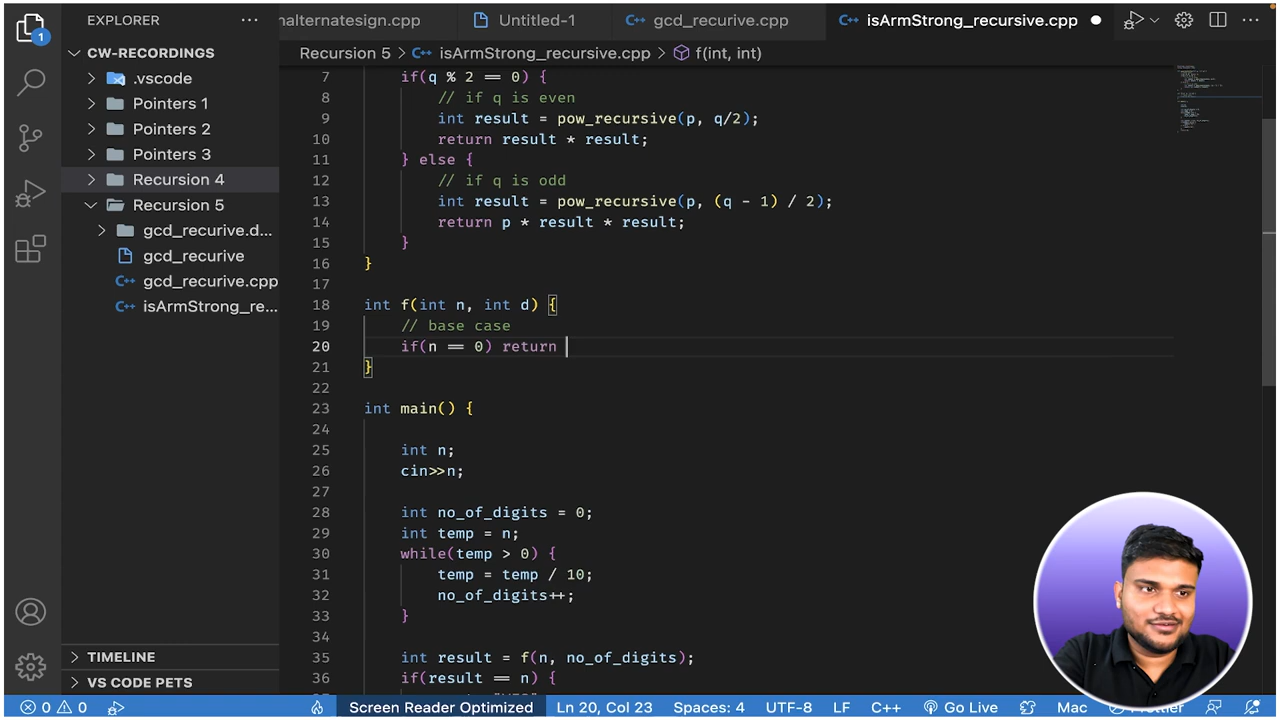 EXPLORER
nalternatesign.cpp
Untitled-1
gcd_recurive.cpp
isArmStrong_recursive.cpp
1
CW-RECORDINGS
Recursion 5 > isArmStrong_recursive.cpp > f(int, int)
.vscode
Pointers 1
Pointers 2
Pointers 3
Recursion 4
Recursion 5
gcd_recurive.d...
gcd_recurive
gcd_recurive.cpp
isArmStrong_re...
7 if(q % 2 == 0) {
8 // if q is even
9 int result = pow_recursive(p, q/2);
10 return result * result;
11 } else {
12 // if q is odd
13 int result = pow_recursive(p, (q - 1) / 2);
14 return p * result * result;
15 }
16 }
17
18 int f(int n, int d) {
19 // base case
20 if(n == 0) return
21 }
22
23 int main() {
24
25 int n;
26 cin>>n;
27
28 int no_of_digits = 0;
29 int temp = n;
30 while(temp > 0) {
31 temp = temp / 10;
32 no_of_digits++;
33 }
34
35 int result = f(n, no_of_digits);
36 if(result == n) {
TIMELINE
VS CODE PETS
0 0
Screen Reader Optimized
Ln 20, Col 23
Spaces: 4
UTF-8
LF
C++
Go Live
Mac
Prettier